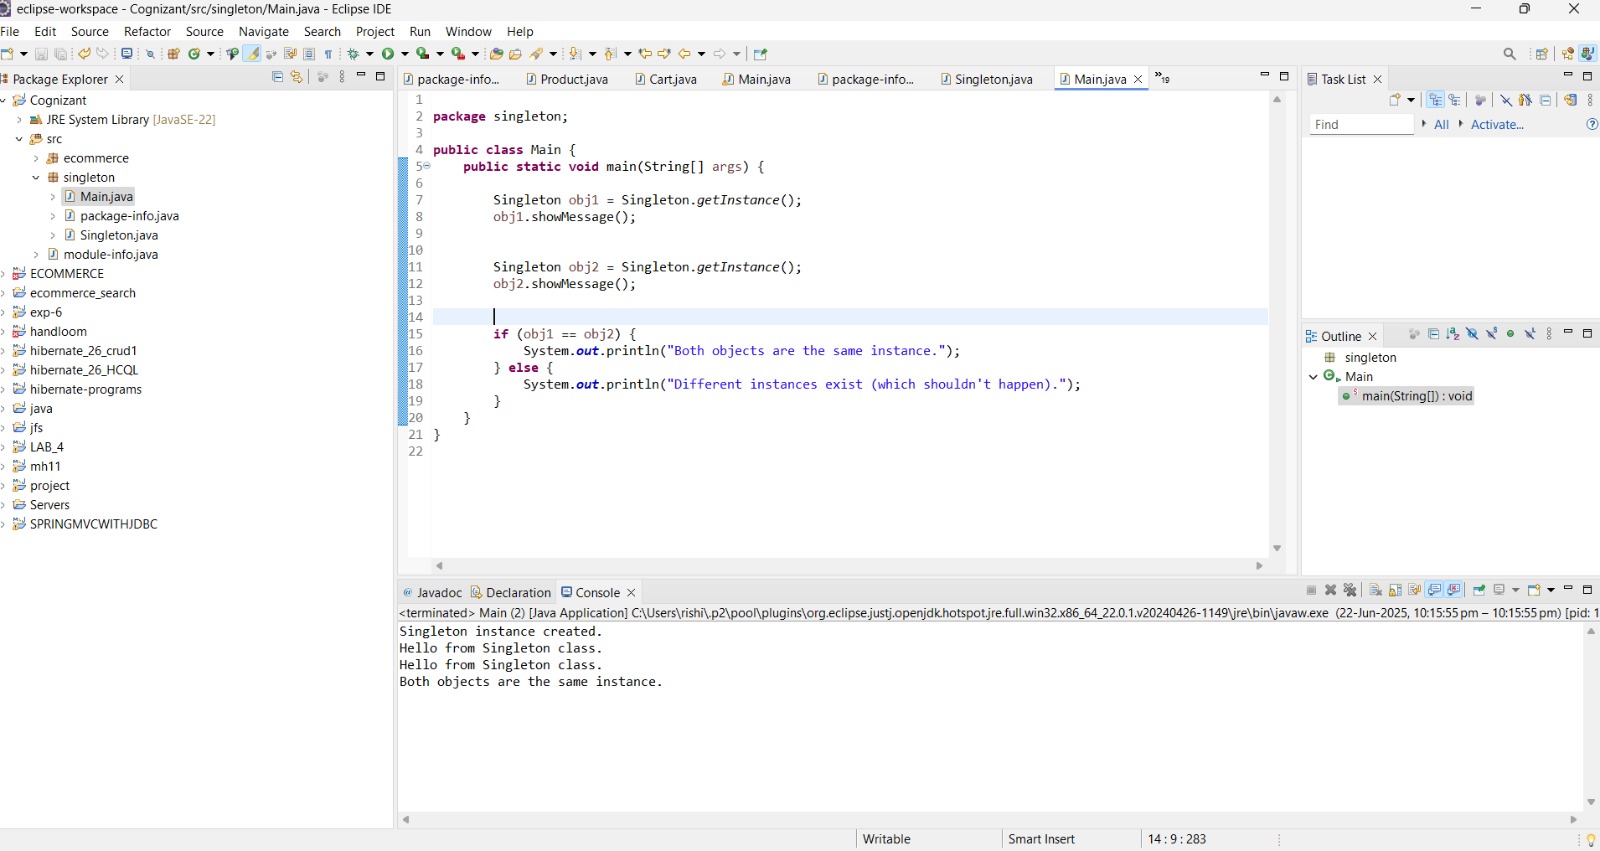 eclipse-workspace - Cognizant/src/singleton/Main.java - Eclipse IDE
File Edit Source Refactor Source Navigate Search Project Run Window Help
Package Explorer
Cognizant
JRE System Library [JavaSE-22]
src
ecommerce
singleton
Main.java
package-info.java
Singleton.java
module-info.java
ECOMMERCE
ecommerce_search
exp-6
handloom
hibernate_26_crud1
hibernate_26_HCQL
hibernate-programs
java
jfs
LAB_4
mh11
project
Servers
SPRINGMVCWITHJDBC
package-info... Product.java Cart.java Main.java package-info... Singleton.java Main.java »19
1
2 package singleton;
3
4 public class Main {
5 public static void main(String[] args) {
6
7 Singleton obj1 = Singleton.getInstance();
8 obj1.showMessage();
9
10
11 Singleton obj2 = Singleton.getInstance();
12 obj2.showMessage();
13
14
15 if (obj1 == obj2) {
16 System.out.println("Both objects are the same instance.");
17 } else {
18 System.out.println("Different instances exist (which shouldn't happen).");
19 }
20 }
21 }
22
Task List
Find All Activate...
Outline
singleton
Main
main(String[]) : void
@ Javadoc Declaration Console
<terminated> Main (2) [Java Application] C:\Users\rishi\.p2\pool\plugins\org.eclipse.justj.openjdk.hotspot.jre.full.win32.x86_64_22.0.1.v20240426-1149\jre\bin\javaw.exe (22-Jun-2025, 10:15:55 pm – 10:15:55 pm) [pid: 1
Singleton instance created.
Hello from Singleton class.
Hello from Singleton class.
Both objects are the same instance.
Writable Smart Insert 14 : 9 : 283